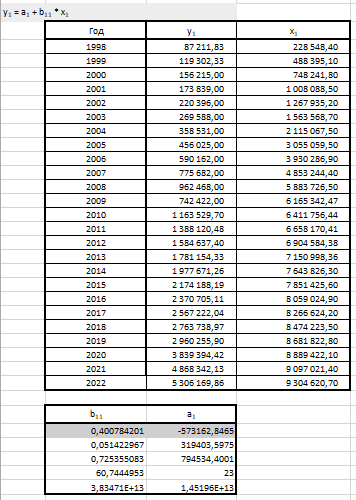 y₁ = a₁ + b₁₁ * x₁
Год y₁ x₁
1998 87 211,83 228 548,40
1999 119 302,33 488 395,10
2000 156 215,00 748 241,80
2001 173 839,00 1 008 088,50
2002 220 396,00 1 267 935,20
2003 269 588,00 1 563 568,70
2004 358 531,00 2 115 067,50
2005 456 025,00 3 055 059,50
2006 590 162,00 3 930 286,90
2007 775 682,00 4 853 244,40
2008 962 468,00 5 883 726,50
2009 742 422,00 6 165 342,47
2010 1 163 529,70 6 411 756,44
2011 1 388 120,48 6 658 170,41
2012 1 584 637,40 6 904 584,38
2013 1 781 154,33 7 150 998,36
2014 1 977 671,26 7 643 826,30
2015 2 174 188,19 7 851 425,60
2016 2 370 705,11 8 059 024,90
2017 2 567 222,04 8 266 624,20
2018 2 763 738,97 8 474 223,50
2019 2 960 255,90 8 681 822,80
2020 3 839 394,42 8 889 422,10
2021 4 868 342,13 9 097 021,40
2022 5 306 169,86 9 304 620,70
b₁₁ a₁
0,400784201 -573162,8465
0,051422967 319403,5975
0,725355083 794534,4001
60,7444953 23
3,83471E+13 1,45196E+13